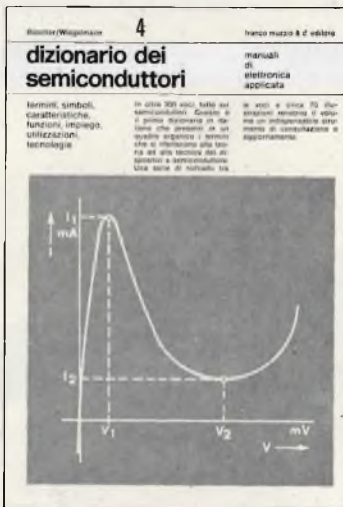 4
franco muzzio & c. editore
dizionario dei
semiconduttori
manuali
di
elettronica
applicata
termini, simboli,
caratteristiche,
funzioni, impiego,
utilizzazioni,
tecnologie
In oltre 300 voci, tutto sui
semiconduttori. Questo è
il primo dizionario in ita-
liano che presenti in un
quadro organico i termini
che si riferiscono alla teo-
ria ed alla tecnica dei di-
spositivi a semiconduttore.
Una serie di richiami tra
le voci e circa 70 illu-
strazioni rendono il volu-
me un indispensabile stru-
mento di consultazione e
aggiornamento.
I1
mA
I
I2
V1
V2
mV
V